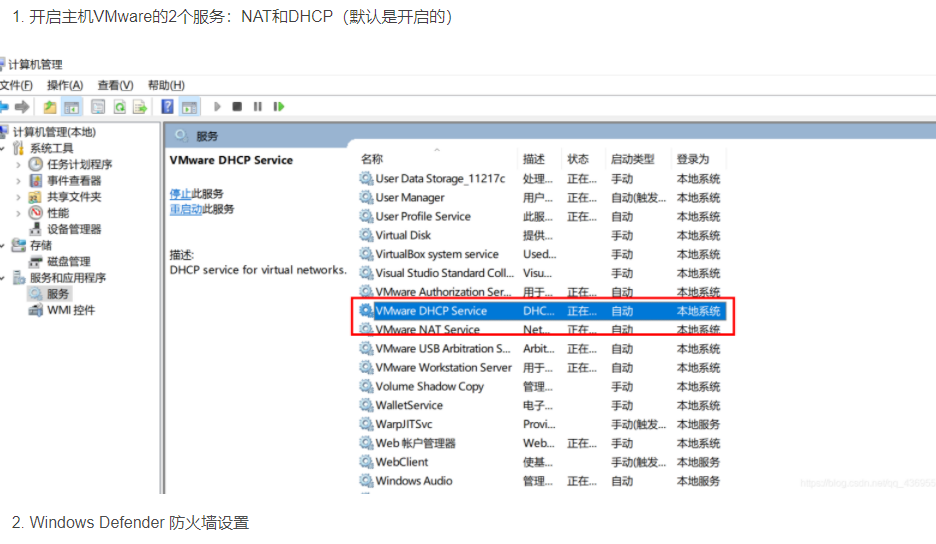 1. 开启主机VMware的2个服务：NAT和DHCP（默认是开启的）
计算机管理
文件(F) 操作(A) 查看(V) 帮助(H)
计算机管理(本地)
系统工具
任务计划程序
事件查看器
共享文件夹
性能
设备管理器
存储
磁盘管理
服务和应用程序
服务
WMI 控件
服务
VMware DHCP Service
停止此服务
重启动此服务
描述:
DHCP service for virtual networks.
名称 描述 状态 启动类型 登录为
User Data Storage_11217c 处理... 正在... 手动 本地系统
User Manager 用户... 正在... 自动(触发... 本地系统
User Profile Service 此服... 正在... 自动 本地系统
Virtual Disk 提供... 手动 本地系统
VirtualBox system service Used... 手动 本地系统
Visual Studio Standard Coll... Visu... 手动 本地系统
VMware Authorization Ser... 用于... 正在... 自动 本地系统
VMware DHCP Service DHC... 正在... 自动 本地系统
VMware NAT Service Net... 正在... 自动 本地系统
VMware USB Arbitration S... Arbit... 正在... 自动 本地系统
VMware Workstation Server 用于... 正在... 自动 本地系统
Volume Shadow Copy 管理... 手动 本地系统
WalletService 电子... 手动 本地系统
WarpJITSvc Provi... 手动(触发... 本地服务
Web 帐户管理器 Web... 正在... 手动 本地系统
WebClient 使基... 手动(触发... 本地服务
Windows Audio 管理... 正在... 自动 本地服务
2. Windows Defender 防火墙设置